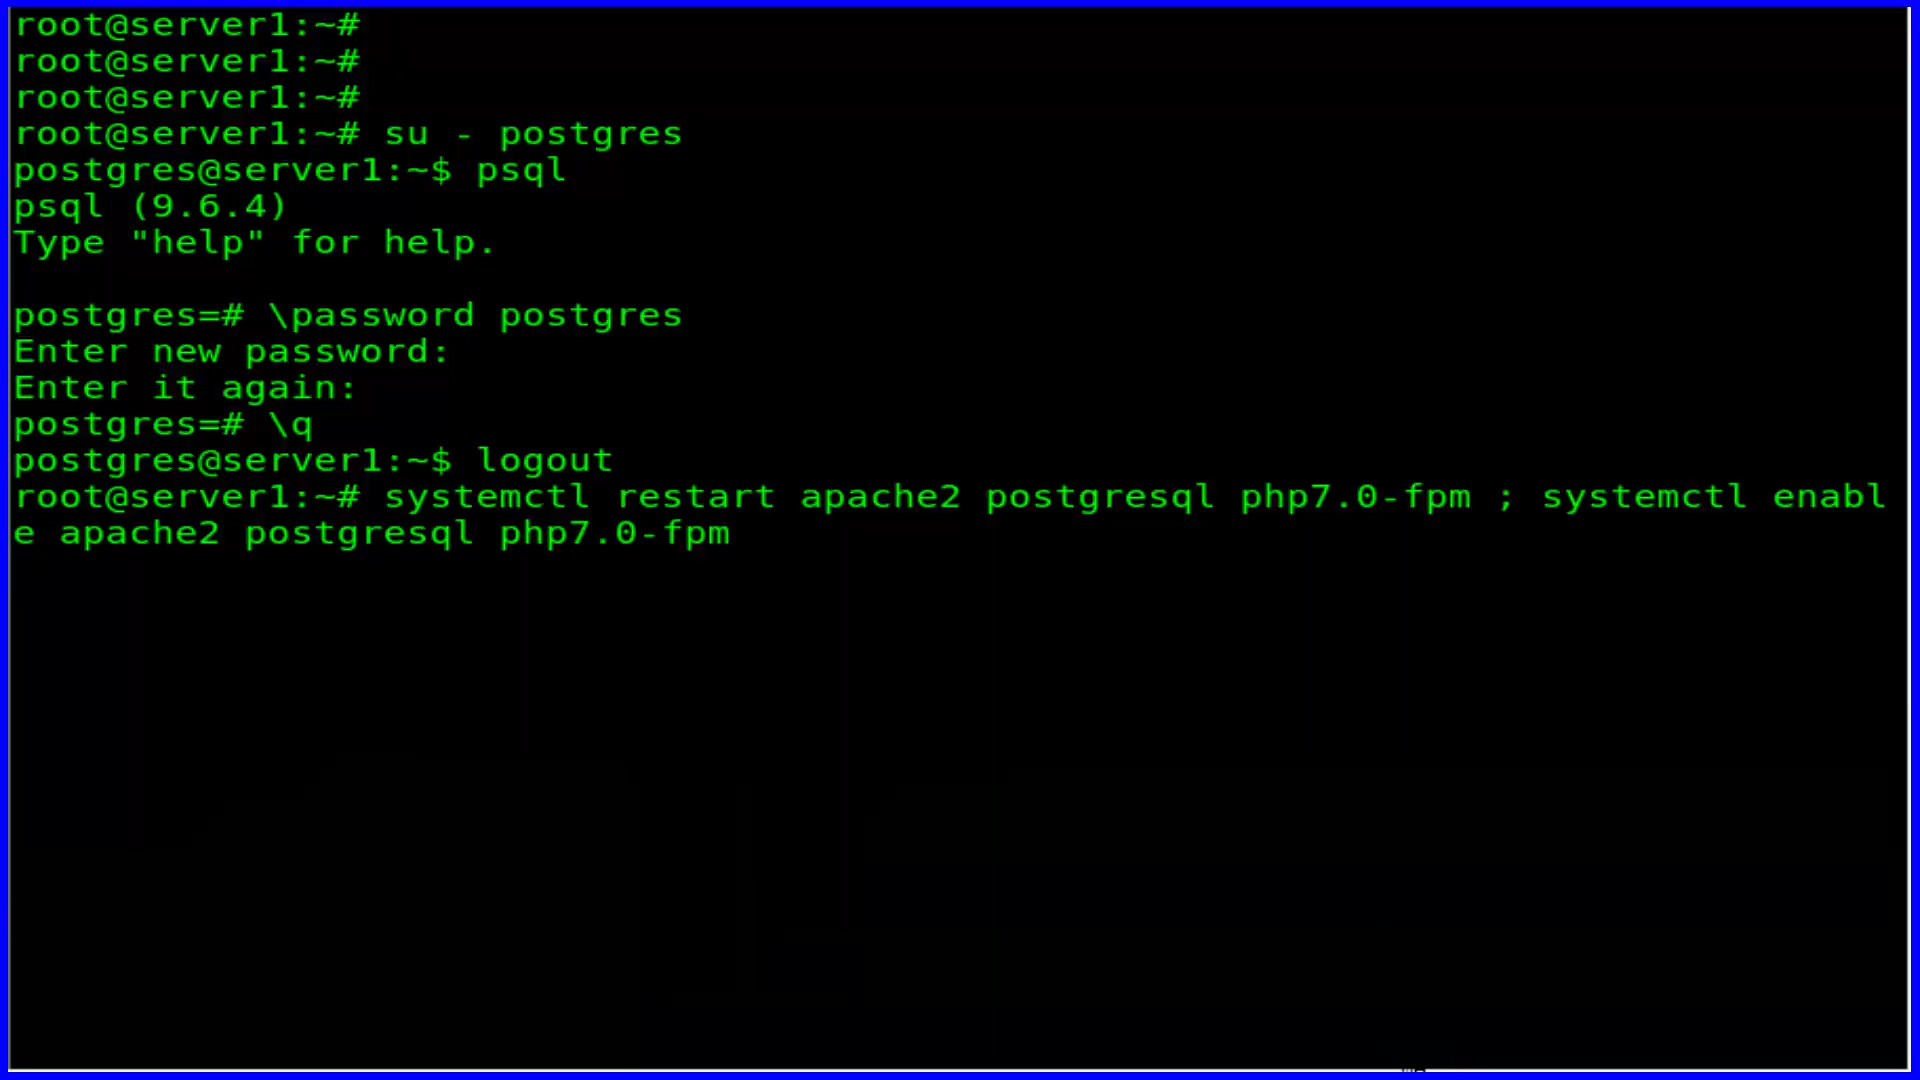 root@server1:~#
root@server1:~#
root@server1:~#
root@server1:~# su - postgres
postgres@server1:~$ psql
psql (9.6.4)
Type "help" for help.
postgres=# \password postgres
Enter new password:
Enter it again:
postgres=# \q
postgres@server1:~$ logout
root@server1:~# systemctl restart apache2 postgresql php7.0-fpm ; systemctl enabl
e apache2 postgresql php7.0-fpm